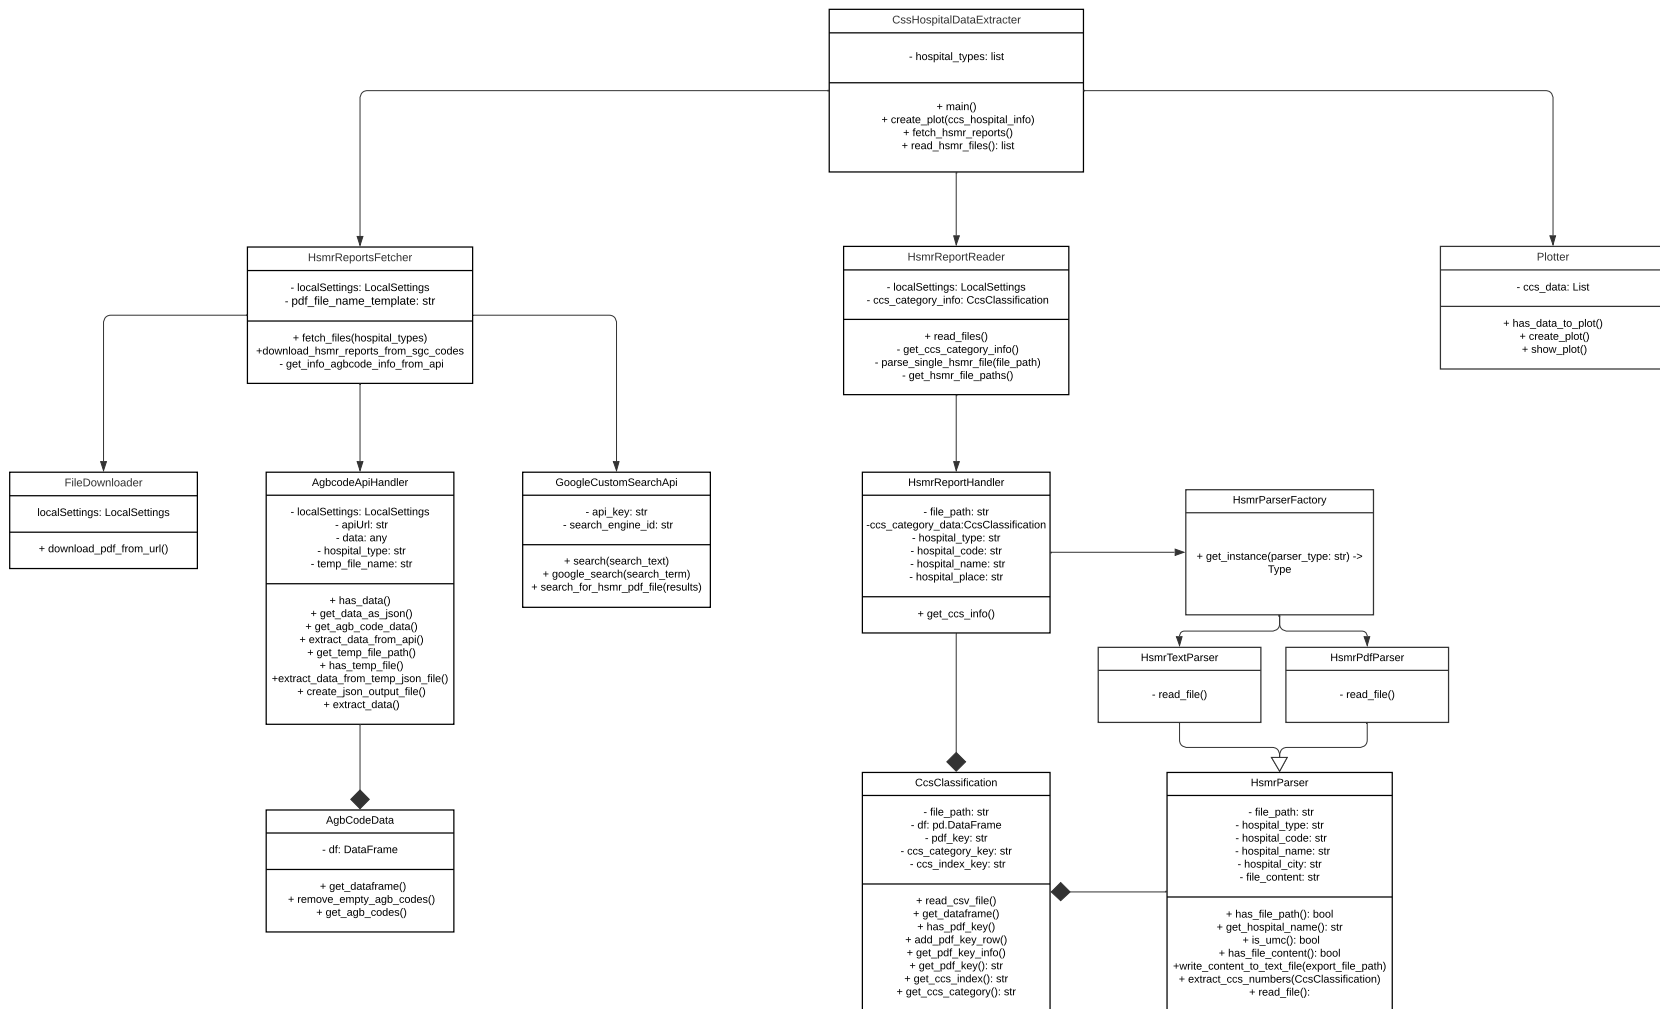 CssHospitalDataExtracter
- hospital_types: list
+ main()
+ create_plot(ccs_hospital_info)
+ fetch_hsmr_reports()
+ read_hsmr_files(): list
HsmrReportsFetcher
- localSettings: LocalSettings
- pdf_file_name_template: str
+ fetch_files(hospital_types)
+download_hsmr_reports_from_sgc_codes
- get_info_agbcode_info_from_api
HsmrReportReader
- localSettings: LocalSettings
- ccs_category_info: CcsClassification
+ read_files()
- get_ccs_category_info()
- parse_single_hsmr_file(file_path)
- get_hsmr_file_paths()
Plotter
- ccs_data: List
+ has_data_to_plot()
+ create_plot()
+ show_plot()
FileDownloader
localSettings: LocalSettings
+ download_pdf_from_url()
AgbcodeApiHandler
- localSettings: LocalSettings
- apiUrl: str
- data: any
- hospital_type: str
- temp_file_name: str
+ has_data()
+ get_data_as_json()
+ get_agb_code_data()
+ extract_data_from_api()
+ get_temp_file_path()
+ has_temp_file()
+extract_data_from_temp_json_file()
+ create_json_output_file()
+ extract_data()
GoogleCustomSearchApi
- api_key: str
- search_engine_id: str
+ search(search_text)
+ google_search(search_term)
+ search_for_hsmr_pdf_file(results)
HsmrReportHandler
- file_path: str
-ccs_category_data:CcsClassification
- hospital_type: str
- hospital_code: str
- hospital_name: str
- hospital_place: str
+ get_ccs_info()
HsmrParserFactory
+ get_instance(parser_type: str) ->
Type
HsmrTextParser
- read_file()
HsmrPdfParser
- read_file()
AgbCodeData
- df: DataFrame
+ get_dataframe()
+ remove_empty_agb_codes()
+ get_agb_codes()
CcsClassification
- file_path: str
- df: pd.DataFrame
- pdf_key: str
- ccs_category_key: str
- ccs_index_key: str
+ read_csv_file()
+ get_dataframe()
+ has_pdf_key()
+ add_pdf_key_row()
+ get_pdf_key_info()
+ get_pdf_key(): str
+ get_ccs_index(): str
+ get_ccs_category(): str
HsmrParser
- file_path: str
- hospital_type: str
- hospital_code: str
- hospital_name: str
- hospital_city: str
- file_content: str
+ has_file_path(): bool
+ get_hospital_name(): str
+ is_umc(): bool
+ has_file_content(): bool
+write_content_to_text_file(export_file_path)
+ extract_ccs_numbers(CcsClassification)
+ read_file():